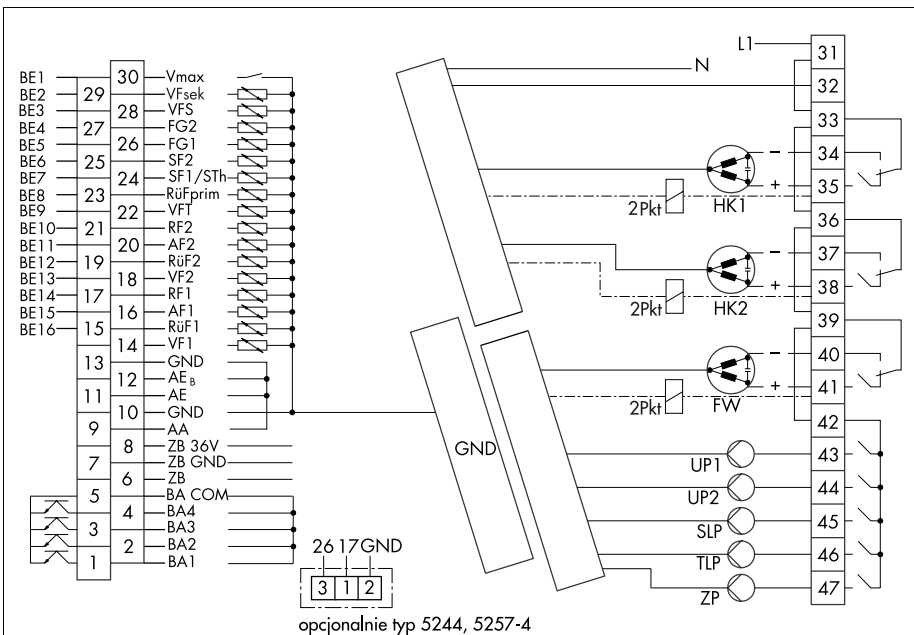 BE1 30 Vmax
BE2 29 VFsek
BE3 28 VFS
BE4 27 FG2
BE5 26 FG1
BE6 25 SF2
BE7 24 SF1/STh
BE8 23 RüFprim
BE9 22 VFT
BE10 21 RF2
BE11 20 AF2
BE12 19 RüF2
BE13 18 VF2
BE14 17 RF1
BE15 16 AF1
BE16 15 RüF1
14 VF1
13 GND
12 AE B
11 AE
10 GND
9 AA
8 ZB 36V
7 ZB GND
6 ZB
5 BA COM
4 BA4
3 BA3
2 BA2
1 BA1
26 17 GND
3 1 2
opcjonalnie typ 5244, 5257-4
GND
L1 31
N 32
33
− 34
+ 35
2Pkt HK1
36
− 37
+ 38
2Pkt HK2
39
− 40
+ 41
2Pkt FW
42
UP1 43
UP2 44
SLP 45
TLP 46
ZP 47